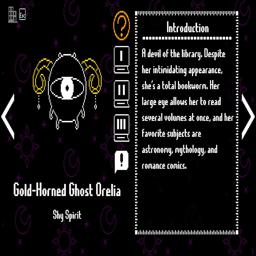 Introduction
A devil of the library. Despite
her intimidating appearance,
she's a total bookworm. Her
large eye allows her to read
several volumes at once, and her
favorite subjects are
astronomy, mythology, and
romance comics.
?
I
II
III
!
Gold-Horned Ghost Orelia
Shy Spirit